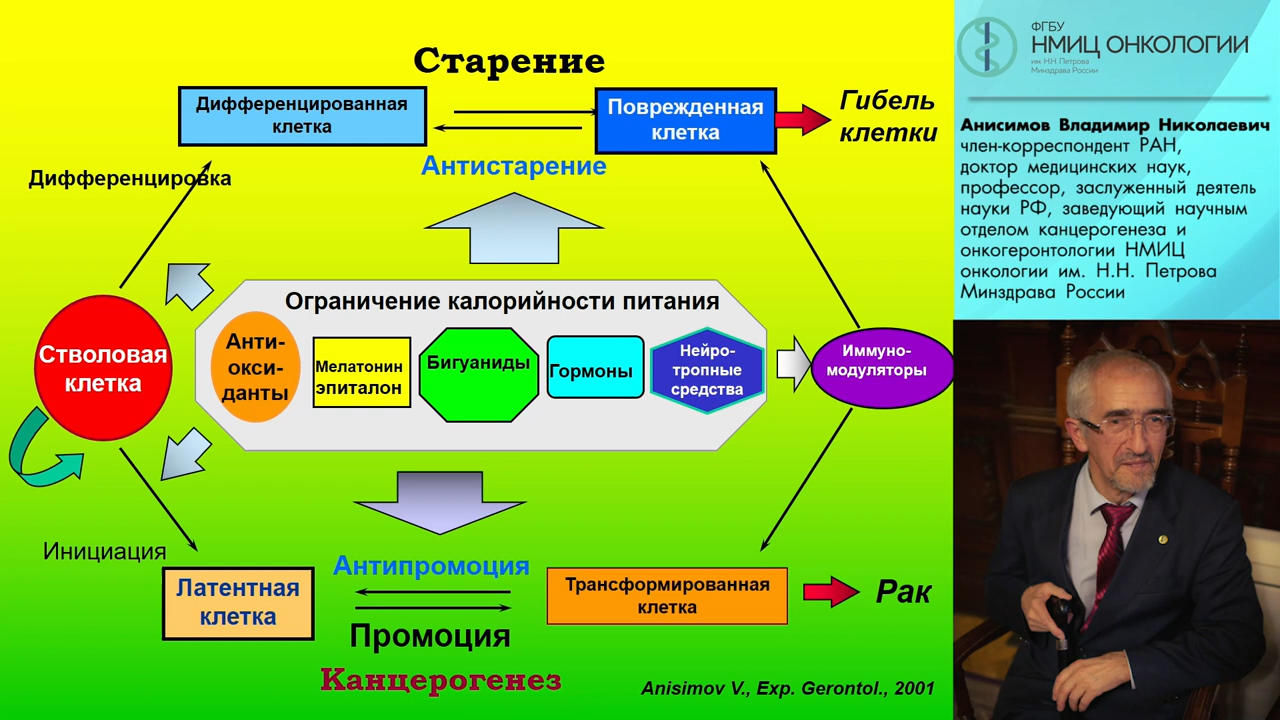 Старение
Дифференцированная
клетка
Поврежденная
клетка
Гибель
клетки
Антистарение
Дифференцировка
Ограничение калорийности питания
Стволовая
клетка
Анти-
окси-
данты
Мелатонин
эпиталон
Бигуаниды
Гормоны
Нейро-
тропные
средства
Иммуно-
модуляторы
Инициация
Латентная
клетка
Антипромоция
Промоция
Трансформированная
клетка
Рак
Канцерогенез
Anisimov V., Exp. Gerontol., 2001
ФГБУ
НМИЦ ОНКОЛОГИИ
им. Н.Н. Петрова
Минздрава России
Анисимов Владимир Николаевич
член-корреспондент РАН,
доктор медицинских наук,
профессор, заслуженный деятель
науки РФ, заведующий научным
отделом канцерогенеза и
онкогеронтологии НМИЦ
онкологии им. Н.Н. Петрова
Минздрава России